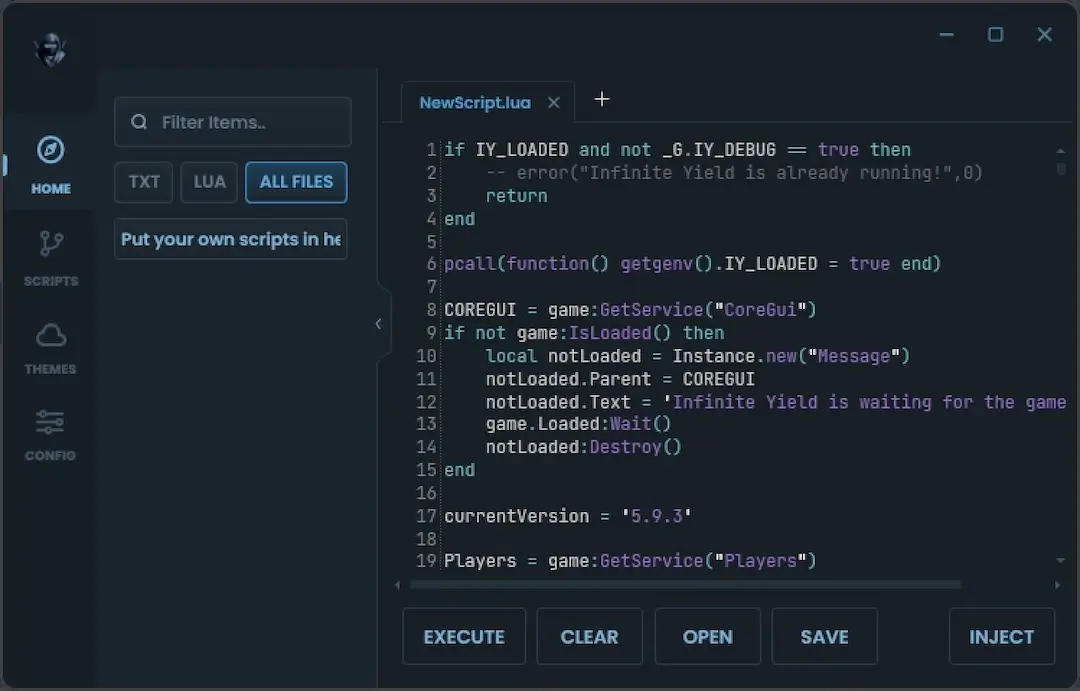 HOME
SCRIPTS
THEMES
CONFIG
Filter Items..
TXT LUA ALL FILES
Put your own scripts in he
NewScript.lua
1 if IY_LOADED and not _G.IY_DEBUG == true then
2     -- error("Infinite Yield is already running!",0)
3     return
4 end
5
6 pcall(function() getgenv().IY_LOADED = true end)
7
8 COREGUI = game:GetService("CoreGui")
9 if not game:IsLoaded() then
10     local notLoaded = Instance.new("Message")
11     notLoaded.Parent = COREGUI
12     notLoaded.Text = 'Infinite Yield is waiting for the game
13     game.Loaded:Wait()
14     notLoaded:Destroy()
15 end
16
17 currentVersion = '5.9.3'
18
19 Players = game:GetService("Players")
EXECUTE CLEAR OPEN SAVE INJECT